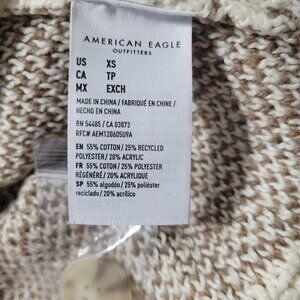 AMERICAN EAGLE
OUTFITTERS
US XS
CA TP
MX EXCH
MADE IN CHINA / FABRIQUÉ EN CHINE /
HECHO EN CHINA
RN 54485 / CA 03873
RFC# AEM120605U9A
EN 55% COTTON/ 25% RECYCLED
POLYESTER/ 20% ACRYLIC
FR 55% COTON/ 25% POLYESTER
RÉGÉNÉRÉ/ 20% ACRYLIQUE
SP 55% algodón/ 25% poliéster
reciclado/ 20% acrílico